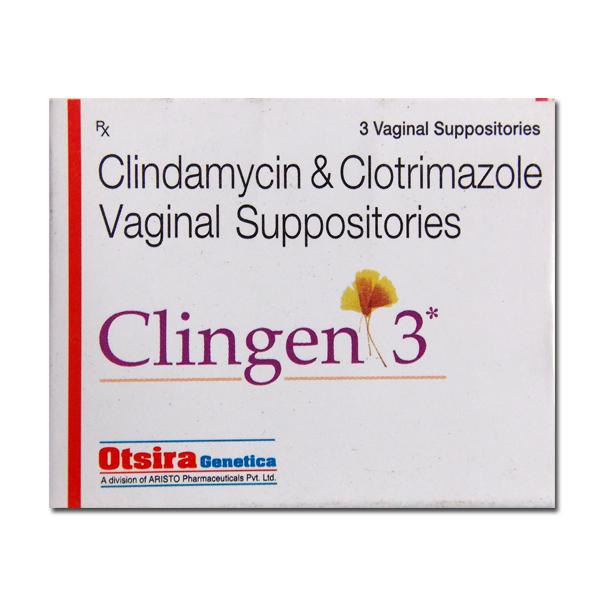 Rx
3 Vaginal Suppositories
Clindamycin & Clotrimazole
Vaginal Suppositories
Clingen 3*
Otsira Genetica
A division of ARISTO Pharmaceuticals Pvt. Ltd.